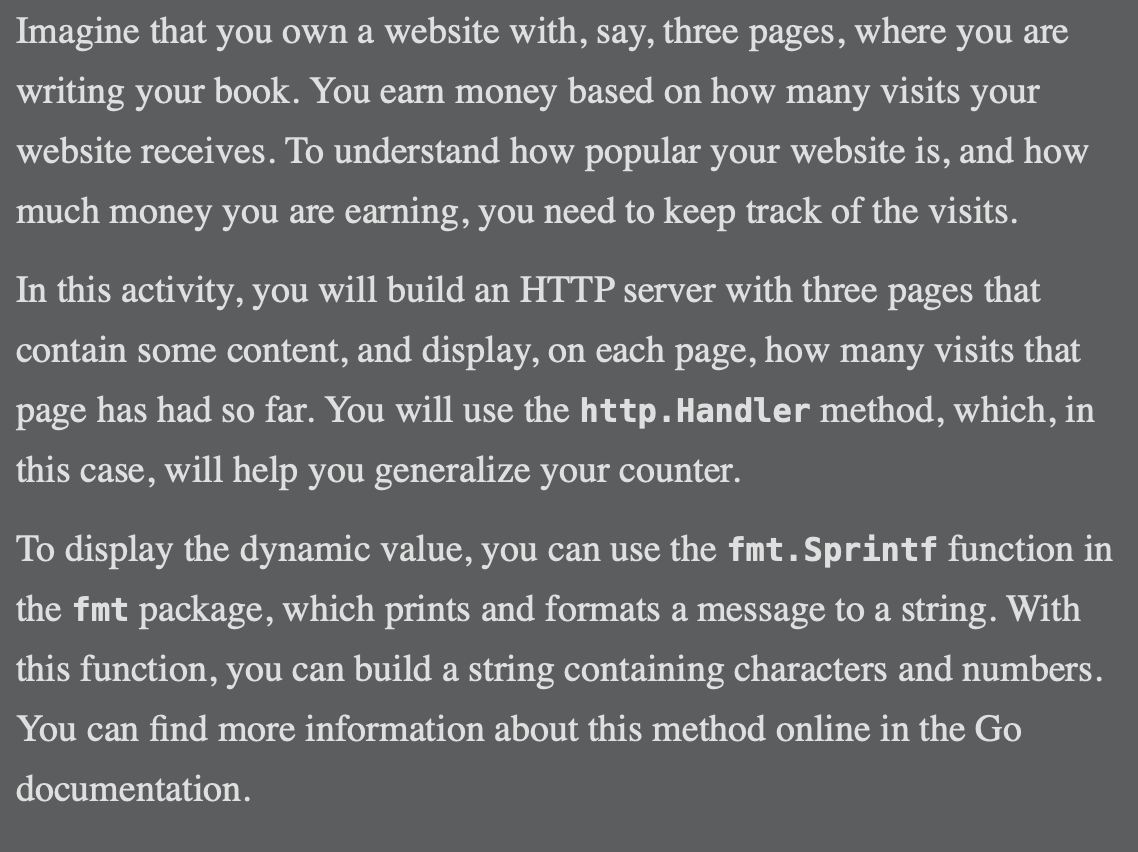 Imagine that you own a website with, say, three pages, where you are
writing your book. You earn money based on how many visits your
website receives. To understand how popular your website is, and how
much money you are earning, you need to keep track of the visits.
In this activity, you will build an HTTP server with three pages that
contain some content, and display, on each page, how many visits that
page has had so far. You will use the http.Handler method, which, in
this case, will help you generalize your counter.
To display the dynamic value, you can use the fmt.Sprintf function in
the fmt package, which prints and formats a message to a string. With
this function, you can build a string containing characters and numbers.
You can find more information about this method online in the Go
documentation.